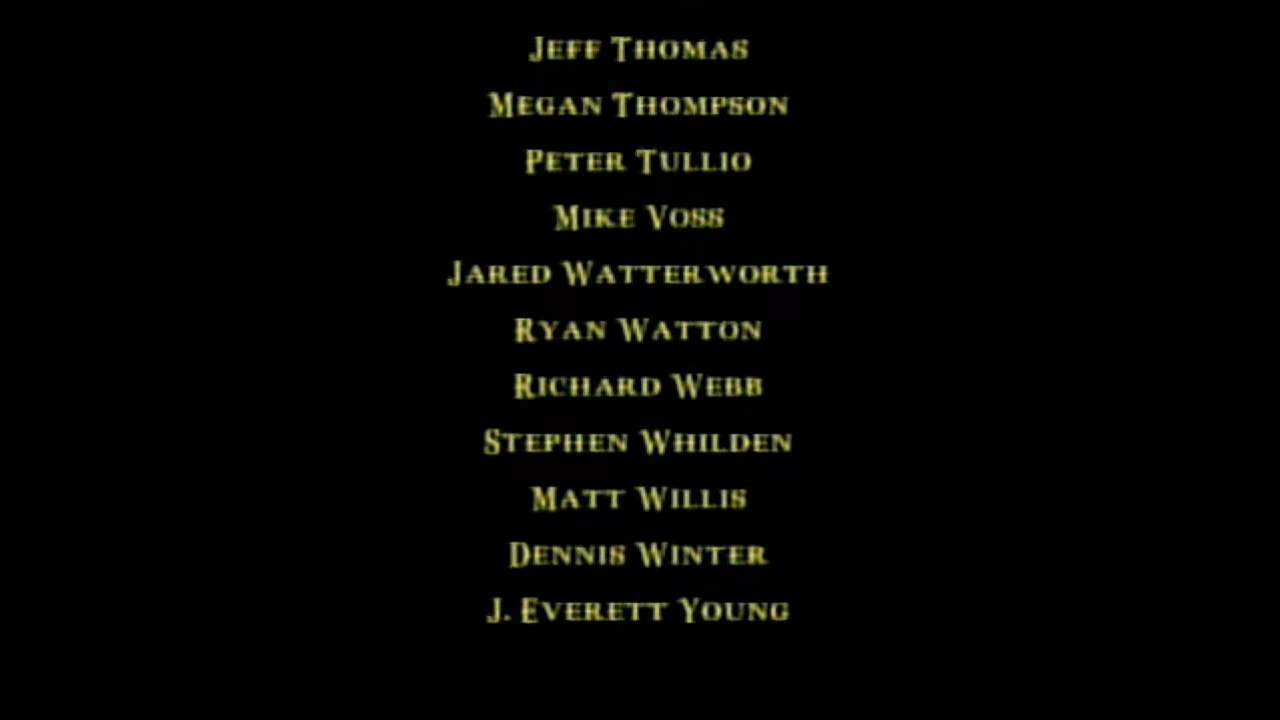 Jeff Thomas
Megan Thompson
Peter Tullio
Mike Voss
Jared Watterworth
Ryan Watton
Richard Webb
Stephen Whilden
Matt Willis
Dennis Winter
J. Everett Young